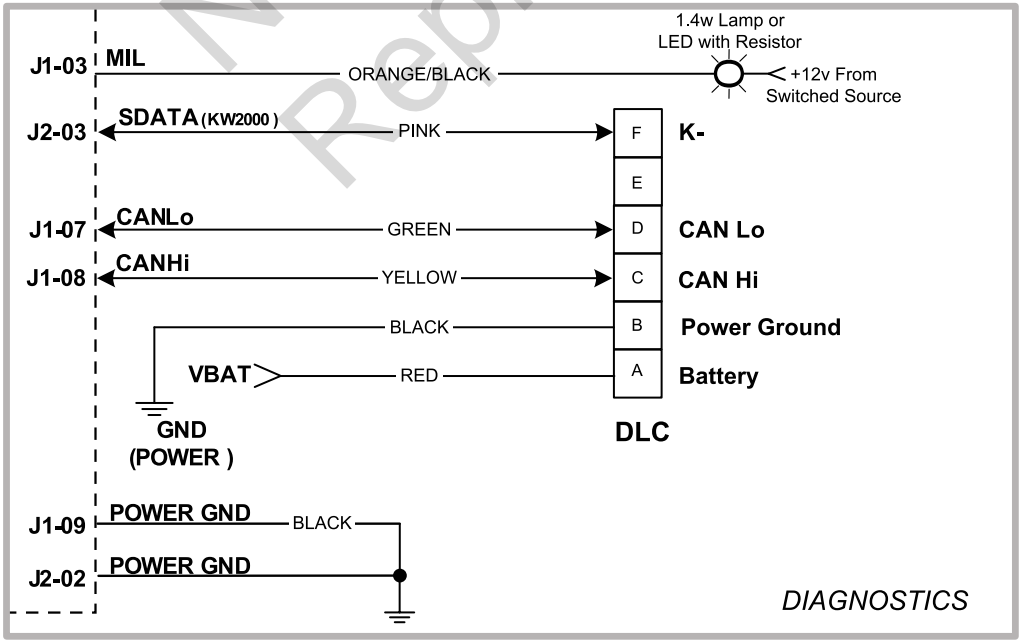 1.4w Lamp or
LED with Resistor
J1-03 MIL ORANGE/BLACK +12v From
Switched Source
J2-03 SDATA (KW2000 ) PINK F K-
E
J1-07 CANLo GREEN D CAN Lo
J1-08 CANHi YELLOW C CAN Hi
BLACK B Power Ground
VBAT RED A Battery
GND
(POWER )
DLC
J1-09 POWER GND BLACK
J2-02 POWER GND
DIAGNOSTICS